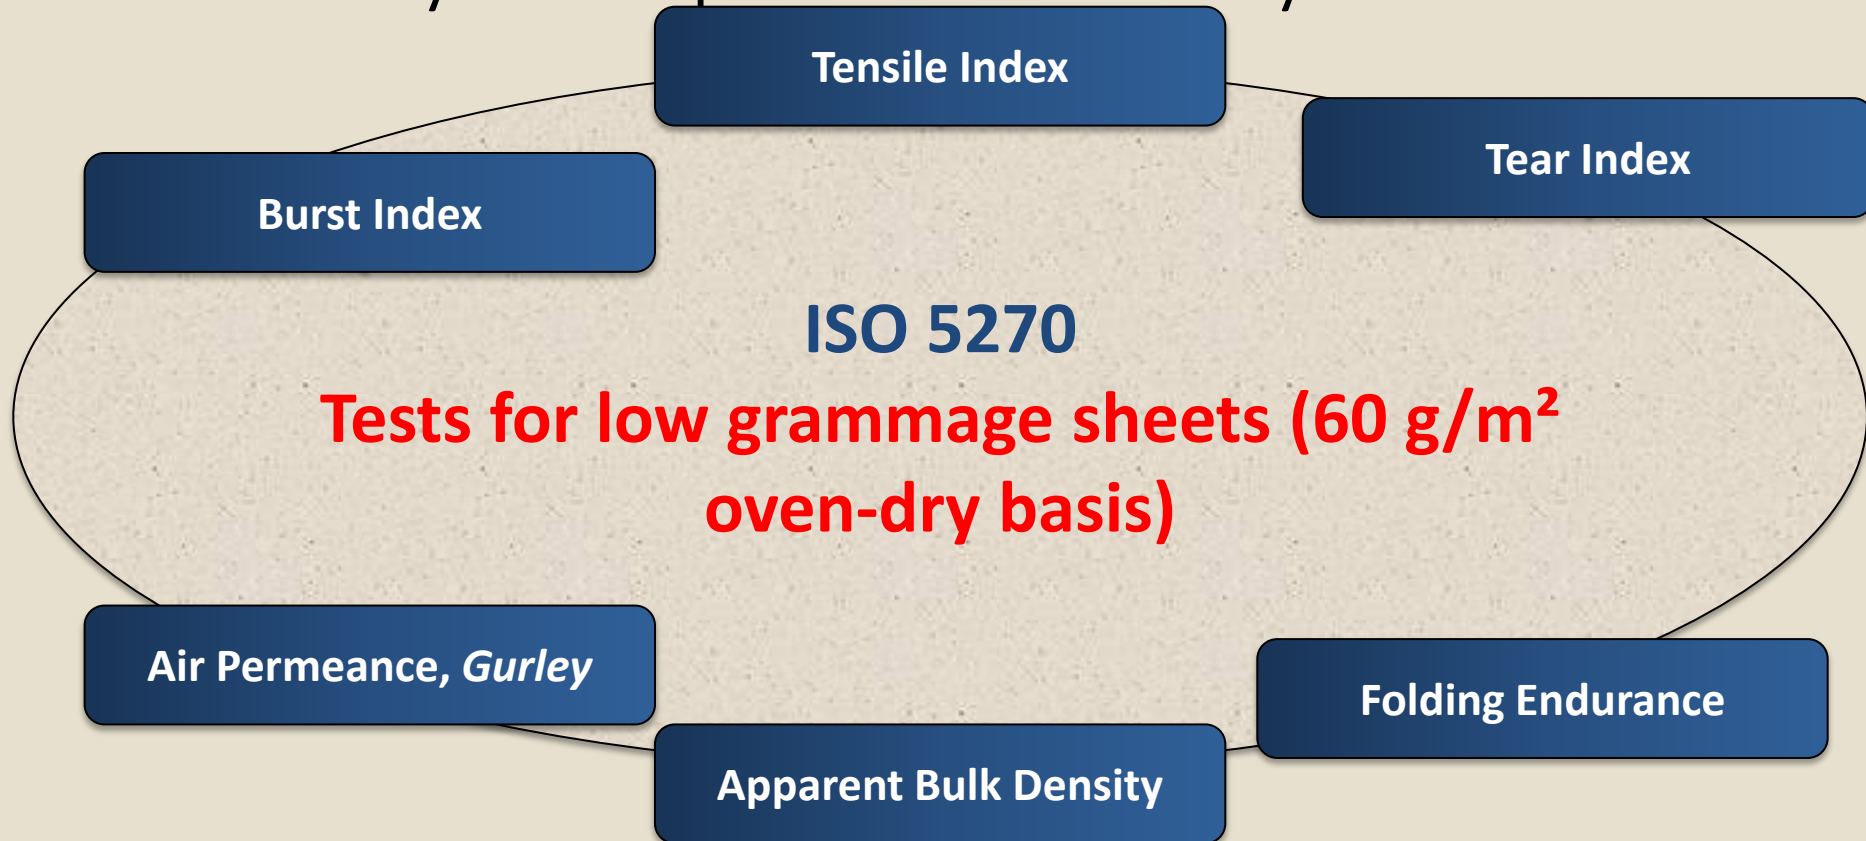 Tensile Index
Tear Index
Burst Index
ISO 5270
Tests for low grammage sheets (60 g/m²
oven-dry basis)
Air Permeance, Gurley
Folding Endurance
Apparent Bulk Density